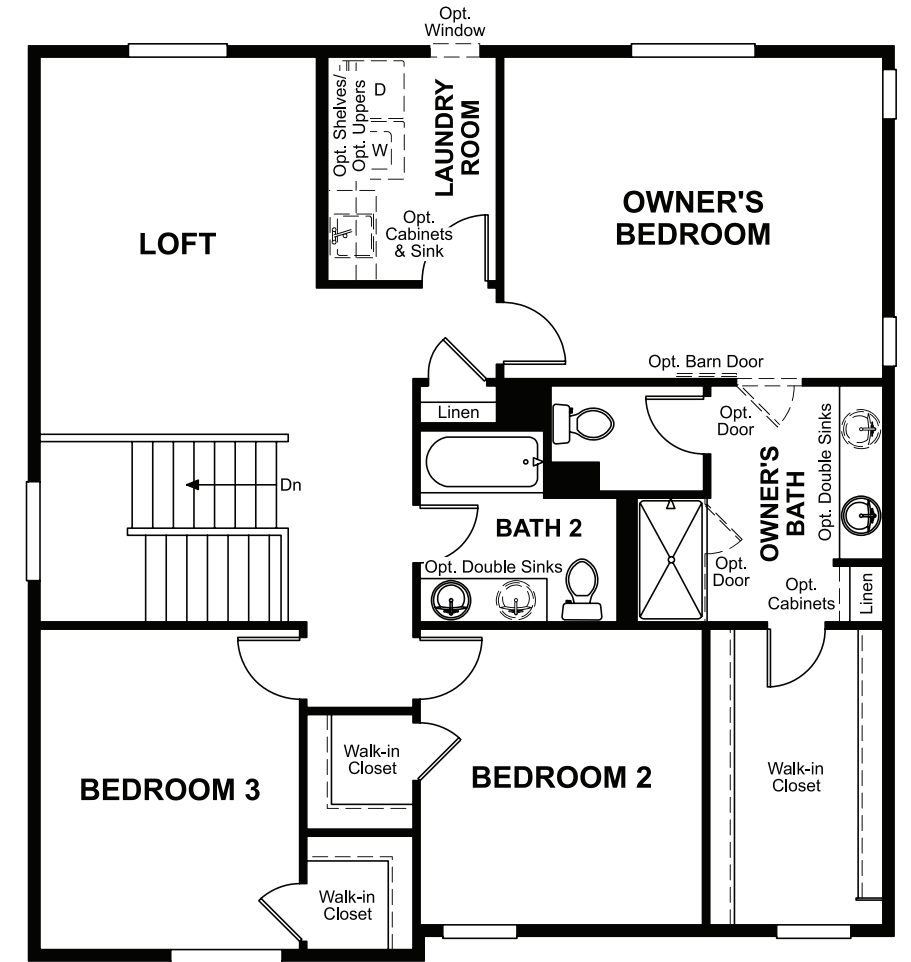 Opt.
Window
Opt. Shelves/
Opt. Uppers
D
W
LAUNDRY
ROOM
Opt.
Cabinets
& Sink
LOFT
OWNER'S
BEDROOM
Opt. Barn Door
Linen
Opt.
Door
Opt. Double Sinks
OWNER'S
BATH
Dn
BATH 2
Opt. Double Sinks
Opt.
Door
Opt.
Cabinets
Linen
Walk-in
Closet
BEDROOM 3
BEDROOM 2
Walk-in
Closet
Walk-in
Closet